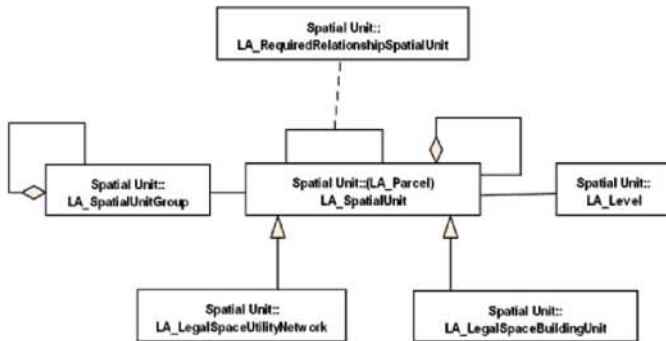 Spatial Unit::
LA_RequiredRelationshipSpatialUnit
Spatial Unit::
LA_SpatialUnitGroup
Spatial Unit::(LA_Parcel)
LA_SpatialUnit
Spatial Unit::
LA_Level
Spatial Unit::
LA_LegalSpaceUtilityNetwork
Spatial Unit::
LA_LegalSpaceBuildingUnit